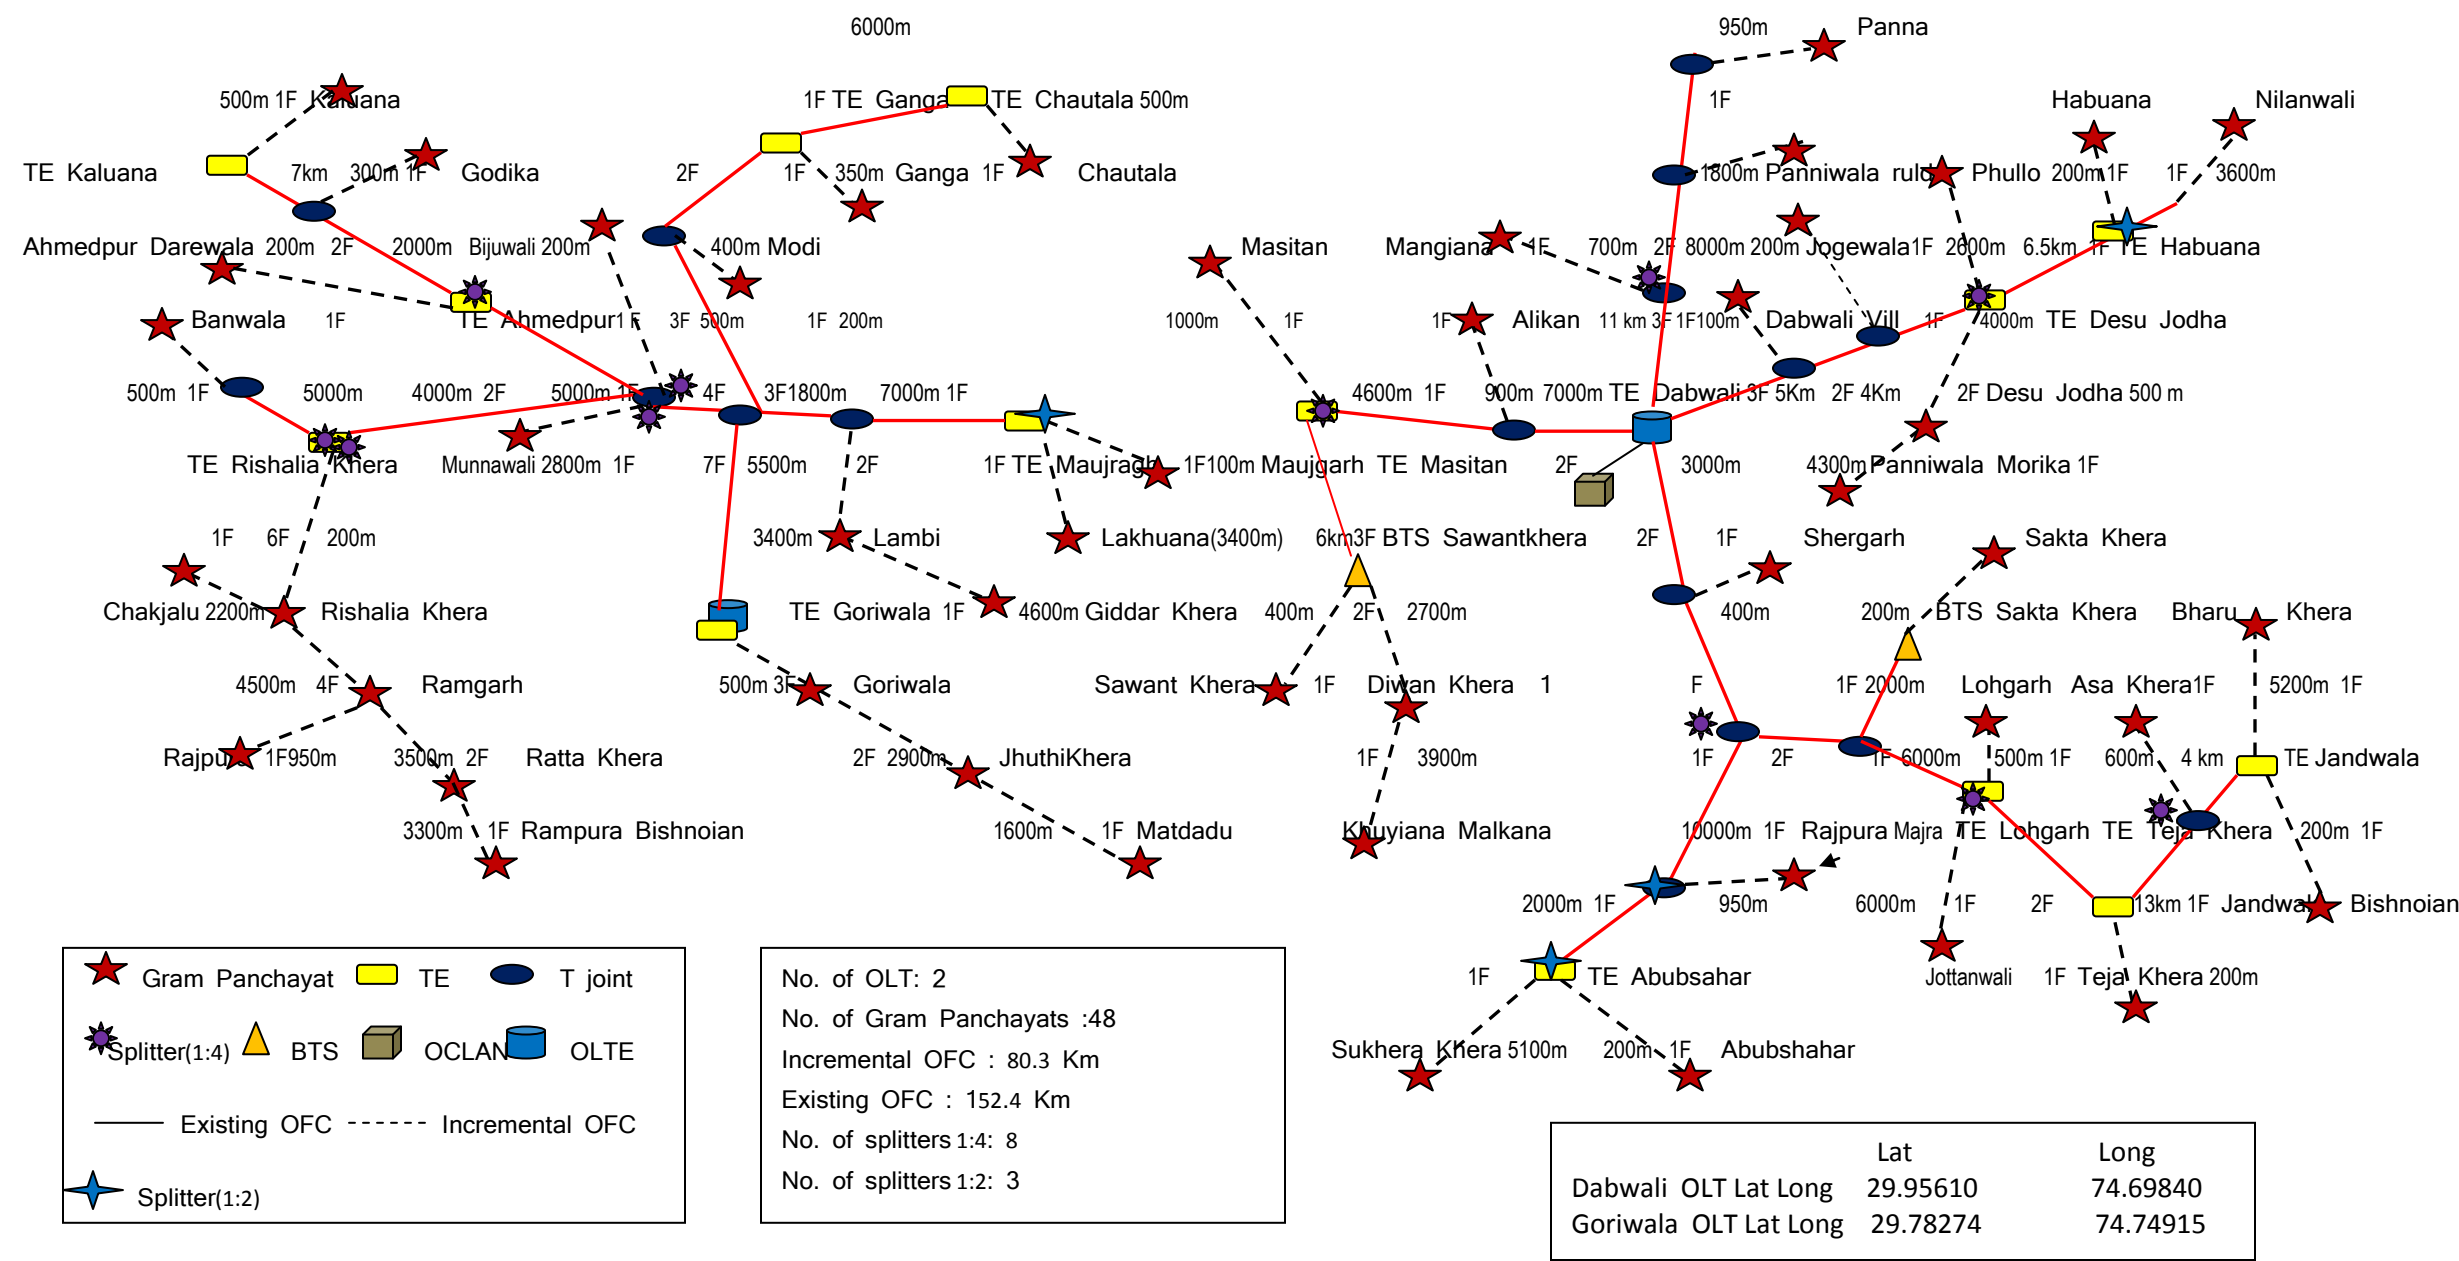 6000m 950m Panna
500m 1F Kaluana 1F TE Ganga TE Chautala 500m 1F Habuana Nilanwali
TE Kaluana 7km 300m 1F Godika 2F 1F 350m Ganga 1F Chautala 1800m Panniwala ruldu Phullo 200m 1F 1F 3600m
Ahmedpur Darewala 200m 2F 2000m Bijuwali 200m 400m Modi Masitan Mangiana 1F 700m 2F 8000m 200m Jogewala 1F 2600m 6.5km 1F TE Habuana
Banwala 1F TE Ahmedpur 1F 3F 500m 1F 200m 1000m 1F 1F Alikan 11 km 3F 1F 100m Dabwali Vill 1F 4000m TE Desu Jodha
500m 1F 5000m 4000m 2F 5000m 1F 4F 3F 1800m 7000m 1F 4600m 1F 900m 7000m TE Dabwali 3F 5Km 2F 4Km 2F Desu Jodha 500 m
TE Rishalia Khera Munnawali 2800m 1F 7F 5500m 2F 1F TE Maujragh 1F 100m Maujgarh TE Masitan 2F 3000m 4300m Panniwala Morika 1F
1F 6F 200m 3400m Lambi Lakhuana(3400m) 6km3F BTS Sawantkhera 2F 1F Shergarh Sakta Khera
Chakjalu 2200m Rishalia Khera TE Goriwala 1F 4600m Giddar Khera 400m 2F 2700m 400m 200m BTS Sakta Khera Bharu Khera
4500m 4F Ramgarh 500m 3F Goriwala Sawant Khera 1F Diwan Khera 1 F 1F 2000m Lohgarh Asa Khera1F 5200m 1F
Rajpura 1F950m 3500m 2F Ratta Khera 2F 2900m JhuthiKhera 1F 3900m 1F 2F 1F 6000m 500m 1F 600m 4 km TE Jandwala
3300m 1F Rampura Bishnoian 1600m 1F Matdadu Khuyiana Malkana 10000m 1F Rajpura Majra TE Lohgarh TE Teja Khera 200m 1F
2000m 1F 950m 6000m 1F 2F 13km 1F Jandwala Bishnoian
1F TE Abubsahar Jottanwali 1F Teja Khera 200m
Sukhera Khera 5100m 200m 1F Abubshahar
Gram Panchayat TE T joint
Splitter(1:4) BTS OCLAN OLTE
Existing OFC Incremental OFC
Splitter(1:2)
No. of OLT: 2
No. of Gram Panchayats :48
Incremental OFC : 80.3 Km
Existing OFC : 152.4 Km
No. of splitters 1:4: 8
No. of splitters 1:2: 3
Lat Long
Dabwali OLT Lat Long 29.95610 74.69840
Goriwala OLT Lat Long 29.78274 74.74915